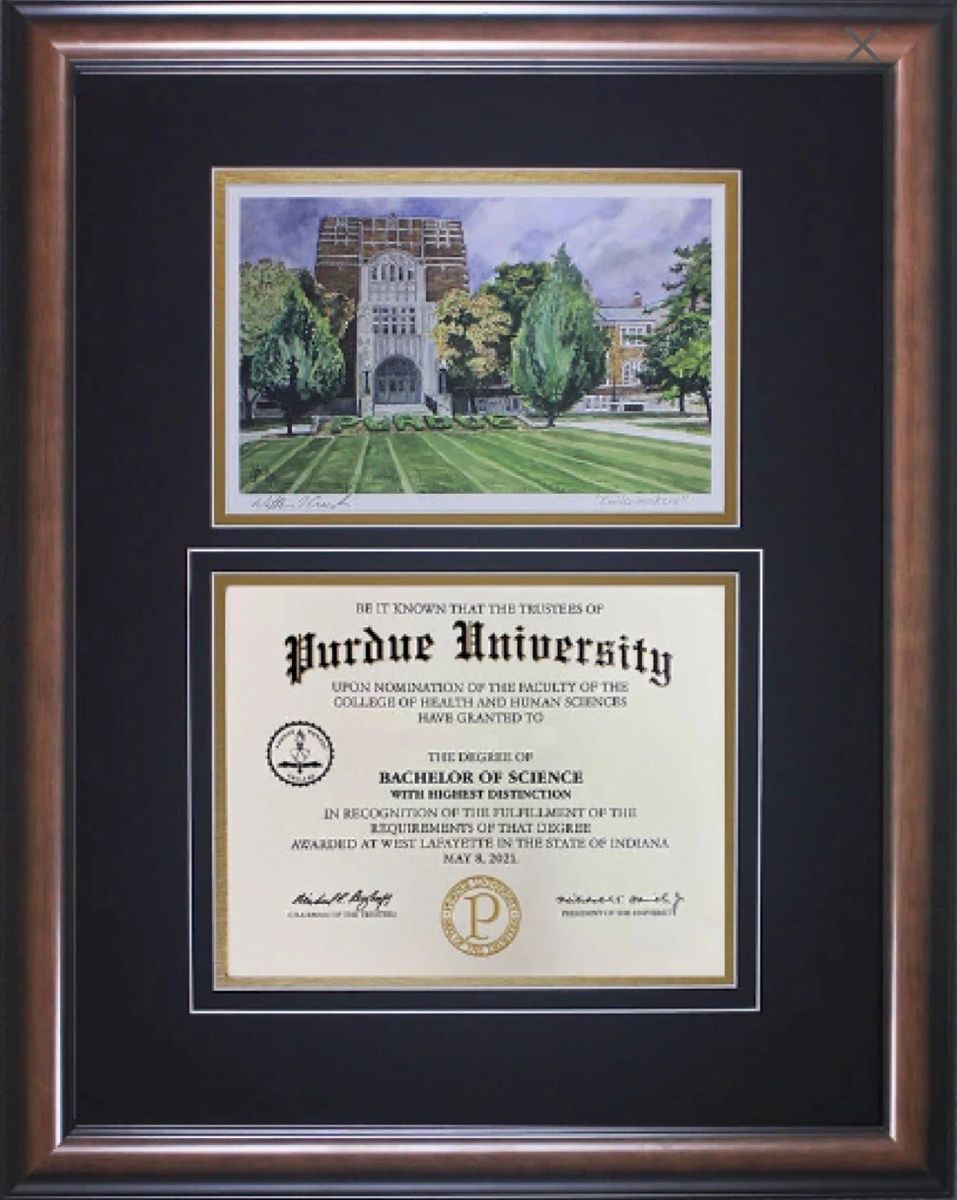 PURDUE
BE IT KNOWN THAT THE TRUSTEES OF
Purdue University
UPON NOMINATION OF THE FACULTY OF THE
COLLEGE OF HEALTH AND HUMAN SCIENCES
HAVE GRANTED TO
THE DEGREE OF
BACHELOR OF SCIENCE
WITH HIGHEST DISTINCTION
IN RECOGNITION OF THE FULFILLMENT OF THE
REQUIREMENTS OF THAT DEGREE
AWARDED AT WEST LAFAYETTE IN THE STATE OF INDIANA
MAY 8, 2021
CHAIRMAN OF THE TRUSTEES
P
PRESIDENT OF THE UNIVERSITY